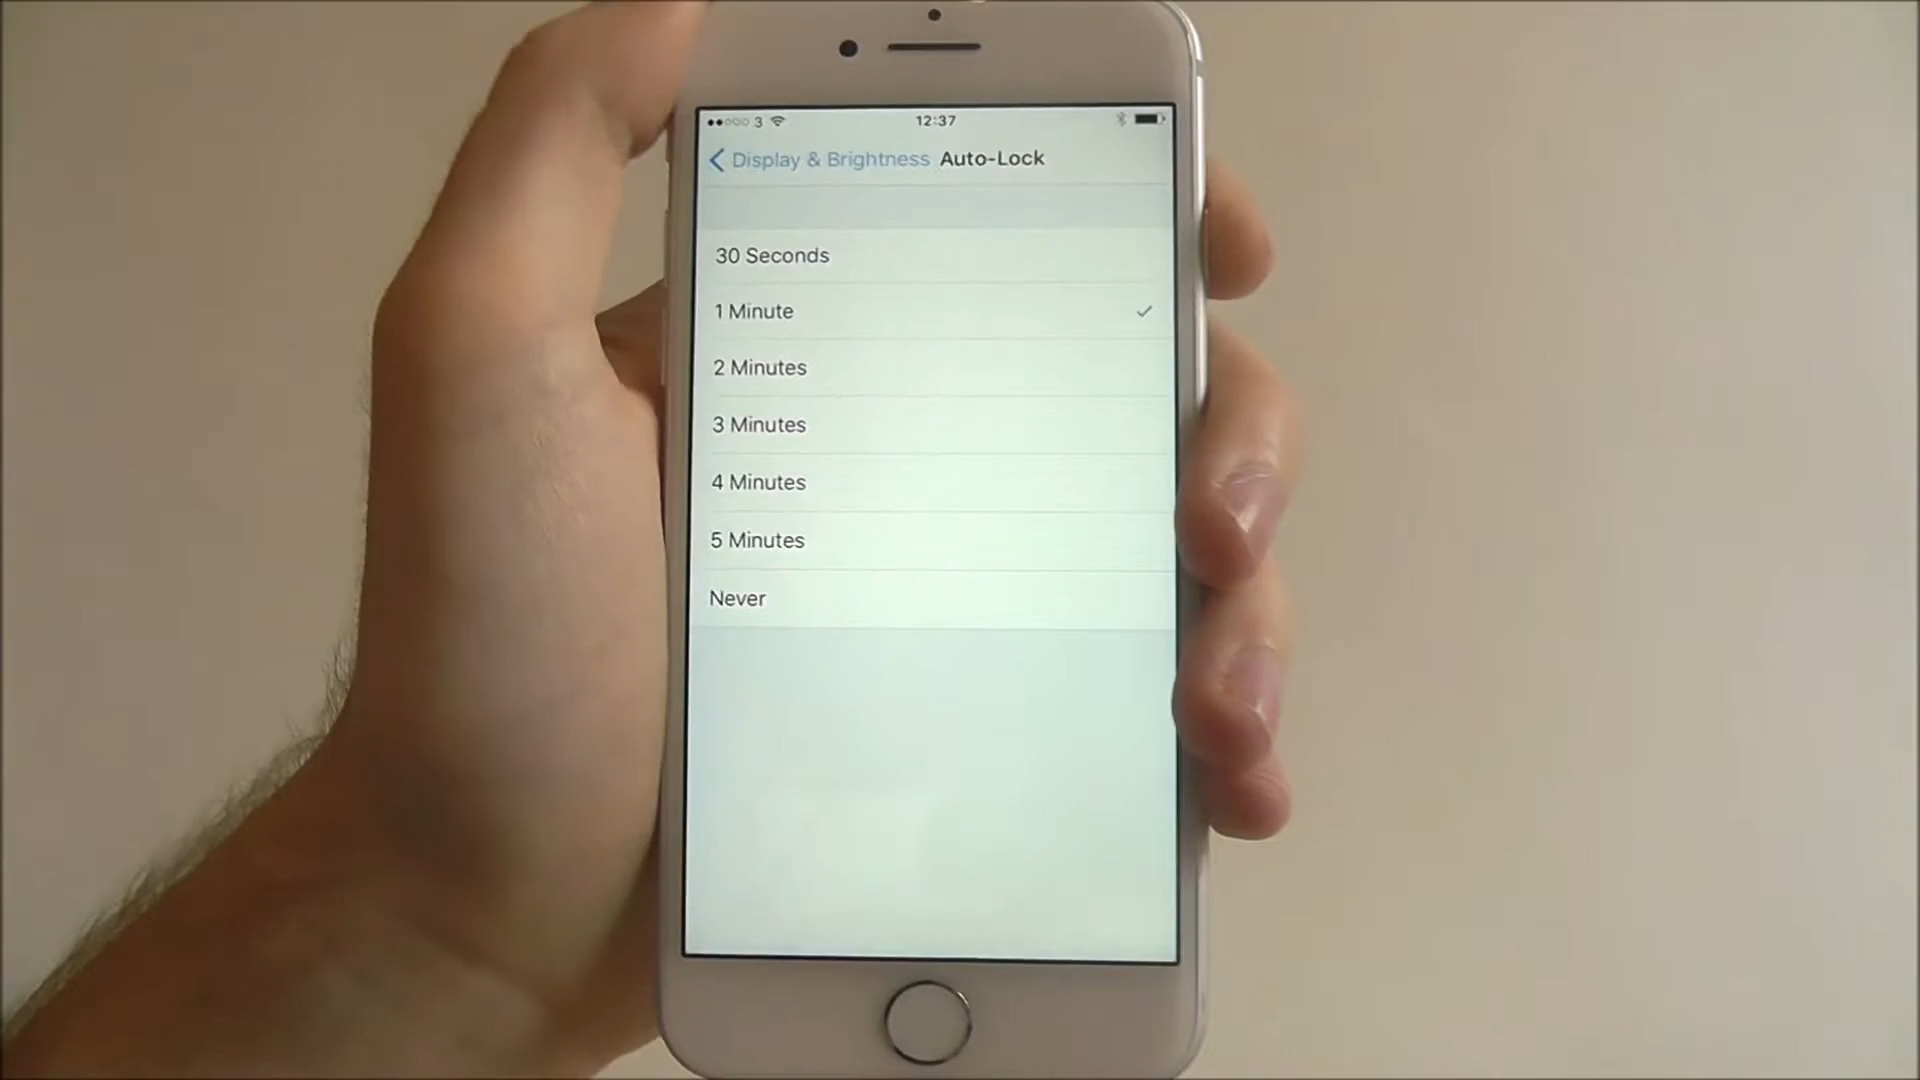 3 12:37
Display & Brightness Auto-Lock
30 Seconds
1 Minute
2 Minutes
3 Minutes
4 Minutes
5 Minutes
Never